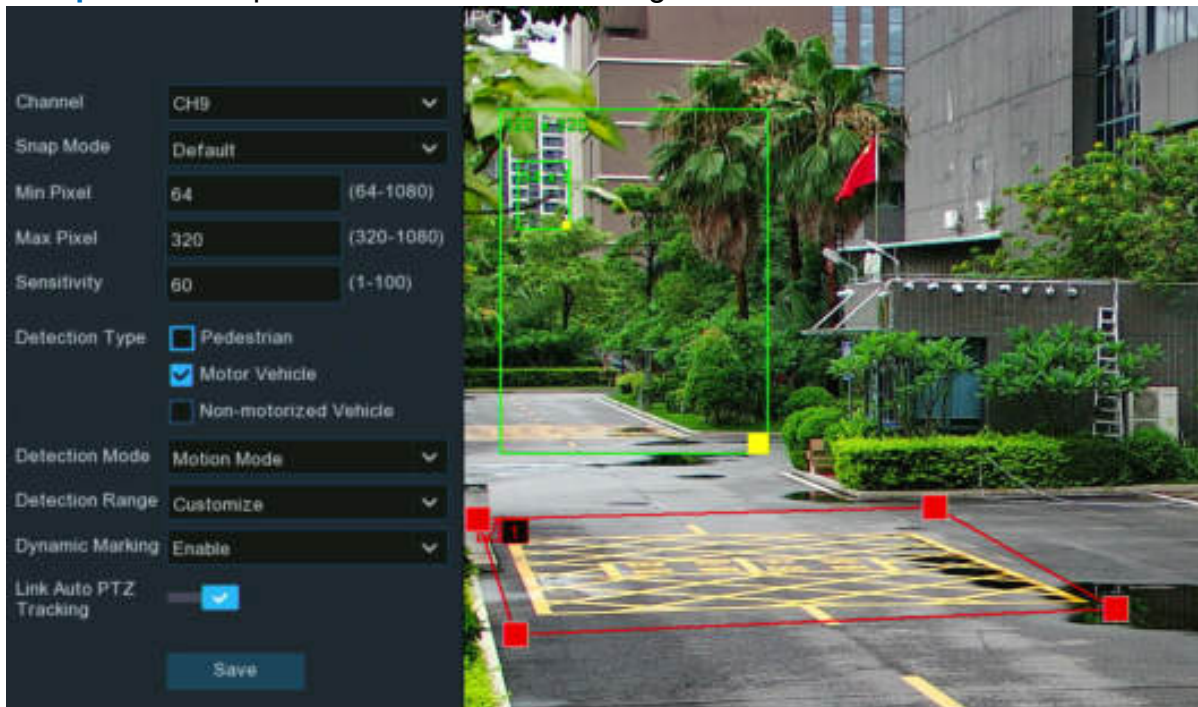 IPC
Channel CH9
Snap Mode Default
Min Pixel 64 (64-1080)
Max Pixel 320 (320-1080)
Sensitivity 60 (1-100)
Detection Type Pedestrian
Motor Vehicle
Non-motorized Vehicle
Detection Mode Motion Mode
Detection Range Customize
1
Dynamic Marking Enable
Link Auto PTZ
Tracking
Save